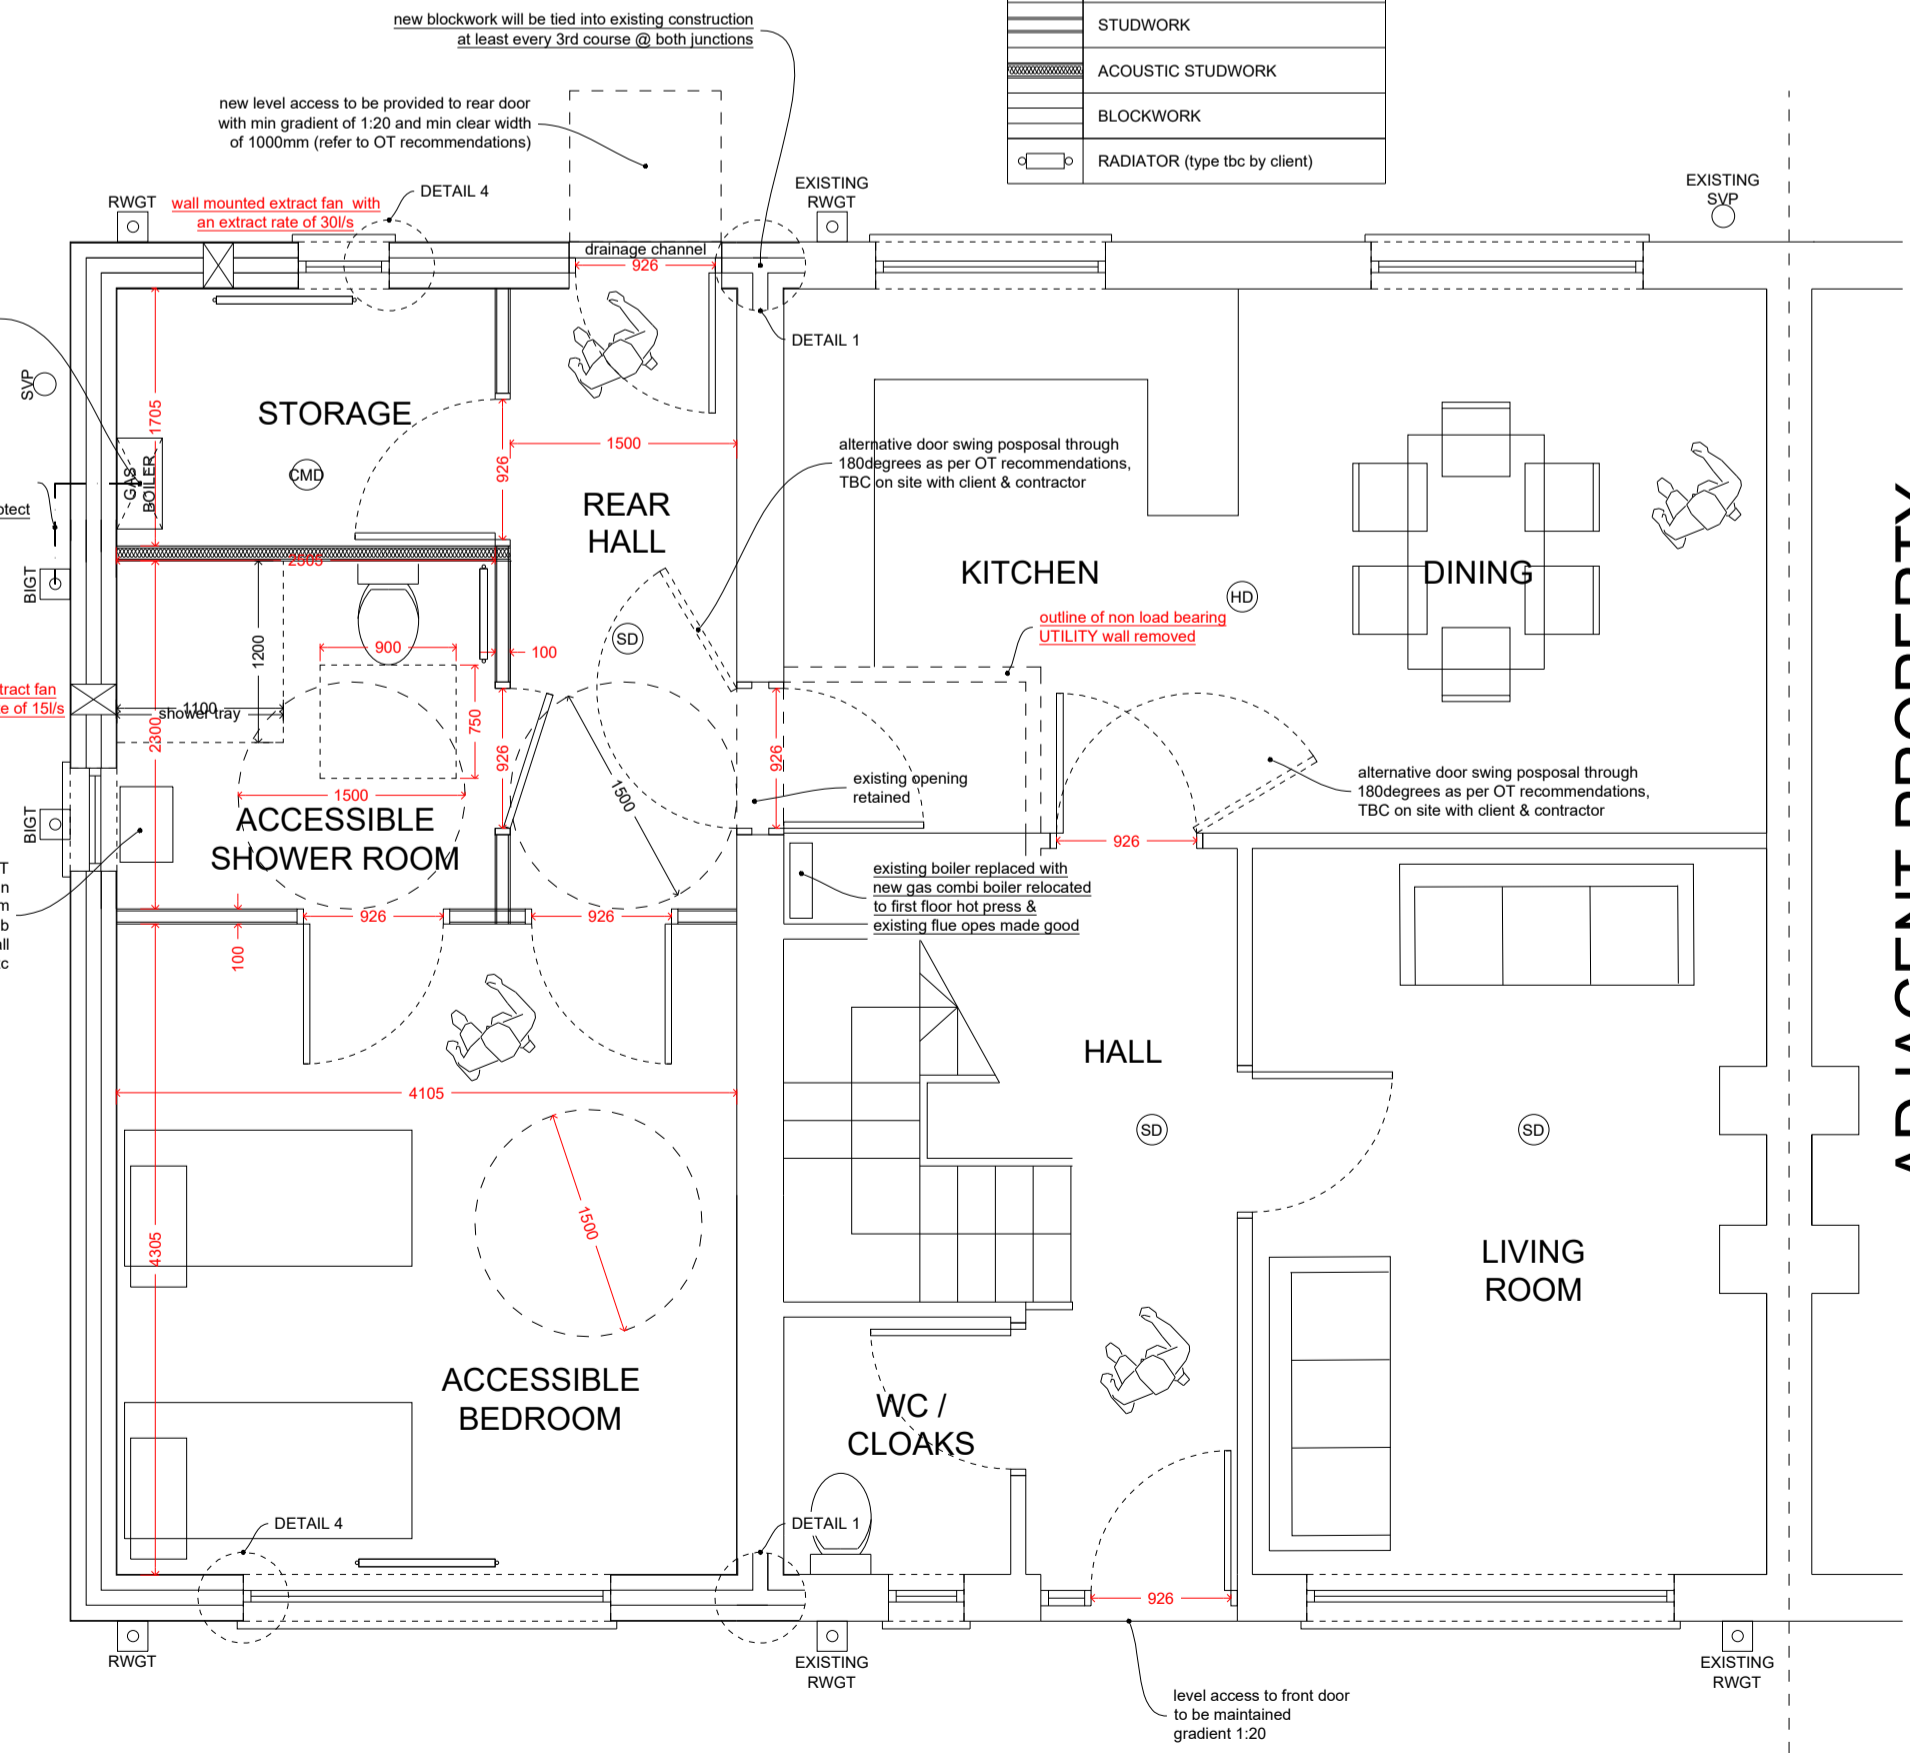 new blockwork will be tied into existing construction
at least every 3rd course @ both junctions
STUDWORK
ACOUSTIC STUDWORK
BLOCKWORK
RADIATOR (type tbc by client)
new level access to be provided to rear door
with min gradient of 1:20 and min clear width
of 1000mm (refer to OT recommendations)
RWGT
wall mounted extract fan with
an extract rate of 30l/s
DETAIL 4
EXISTING
RWGT
EXISTING
SVP
drainage channel
926
DETAIL 1
SVP
1705
STORAGE
CMD
GAS
BOILER
926
1500
REAR
HALL
alternative door swing posposal through
180degrees as per OT recommendations,
TBC on site with client & contractor
KITCHEN
HD
DINING
ADJACENT PROPERTY
otect
BIGT
2505
1200
900
100
SD
outline of non load bearing
UTILITY wall removed
tract fan
e of 15l/s
1100
shower tray
2300
750
926
1500
926
1500
existing opening
retained
alternative door swing posposal through
180degrees as per OT recommendations,
TBC on site with client & contractor
BIGT
ACCESSIBLE
SHOWER ROOM
926
T
n
m
b
all
tc
existing boiler replaced with
new gas combi boiler relocated
to first floor hot press &
existing flue opes made good
926
926
100
HALL
4105
SD
SD
1500
4305
LIVING
ROOM
ACCESSIBLE
BEDROOM
WC /
CLOAKS
DETAIL 4
DETAIL 1
926
RWGT
EXISTING
RWGT
EXISTING
RWGT
level access to front door
to be maintained
gradient 1:20